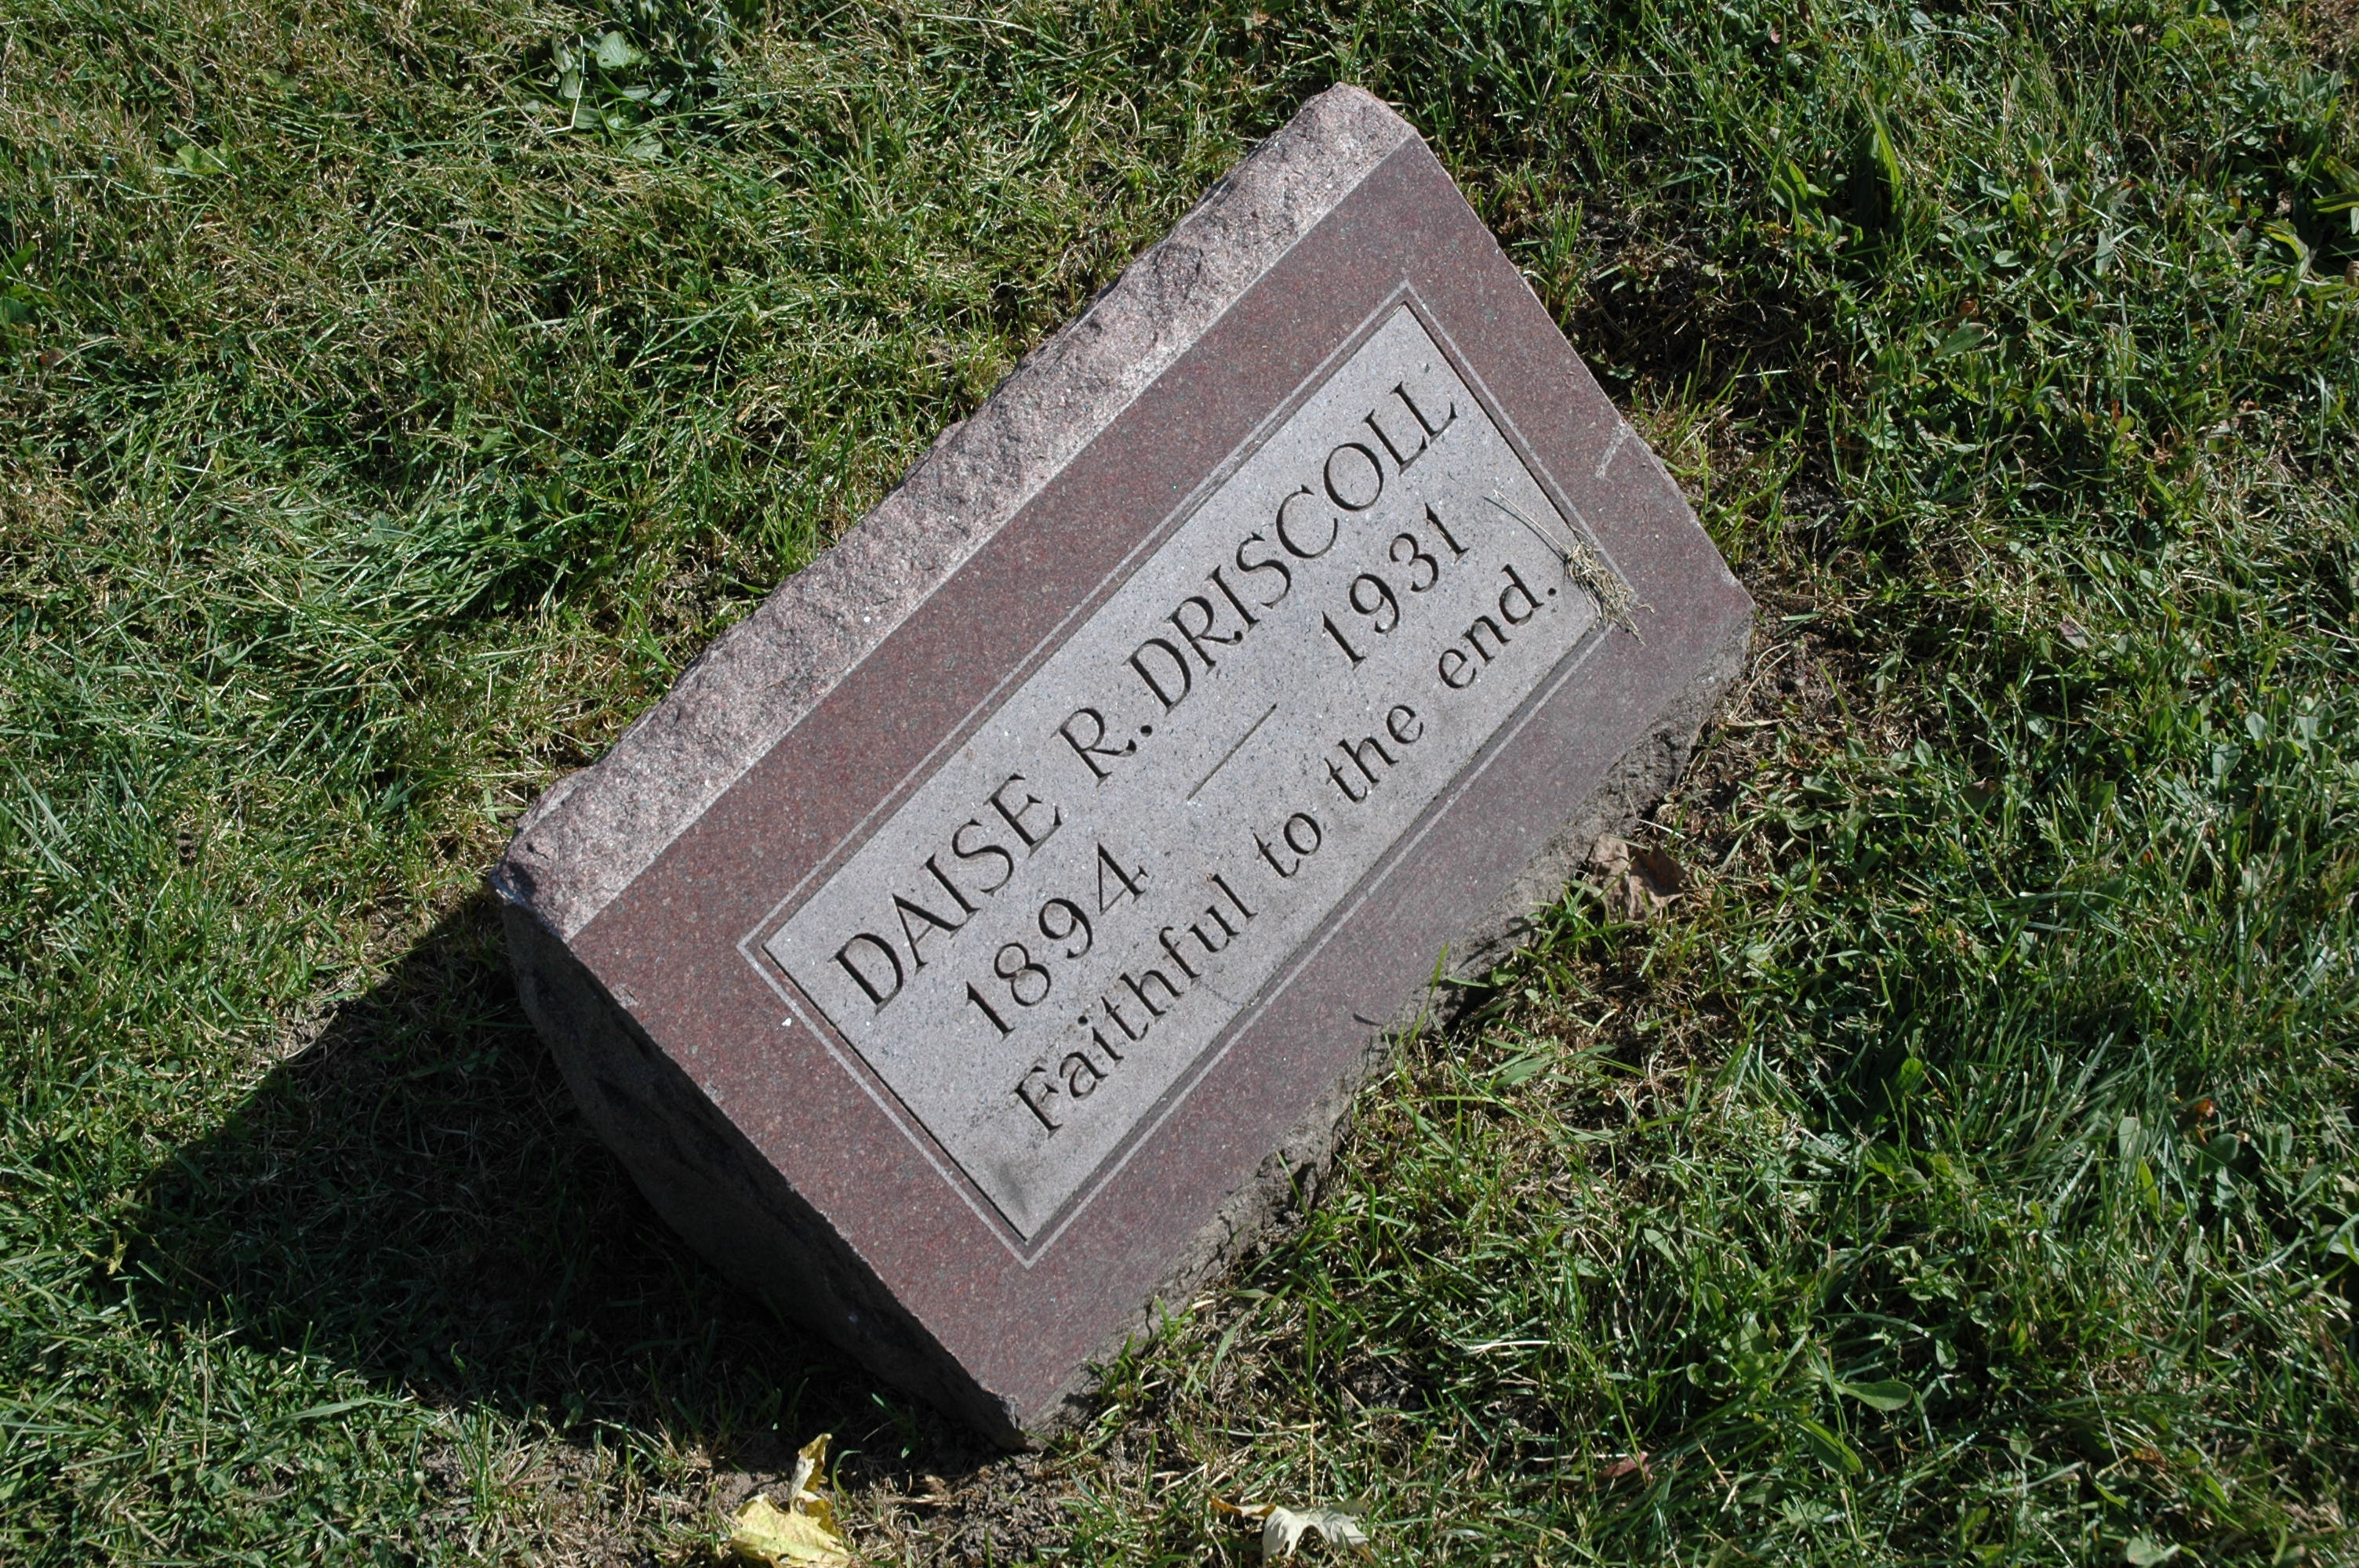 DAISE R. DRISCOLL
1894 — 1931
Faithful to the end.